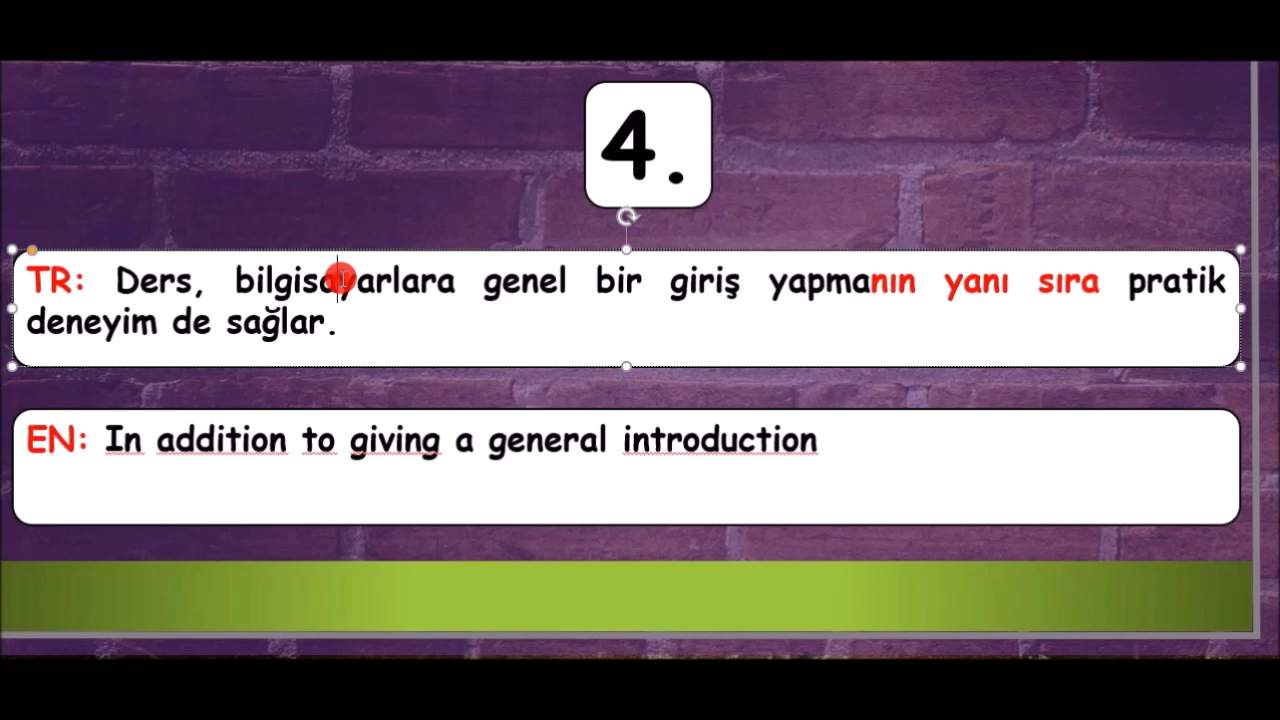 4.
TR: Ders, bilgisayarlara genel bir giriş yapmanın yanı sıra pratik
deneyim de sağlar.
EN: In addition to giving a general introduction